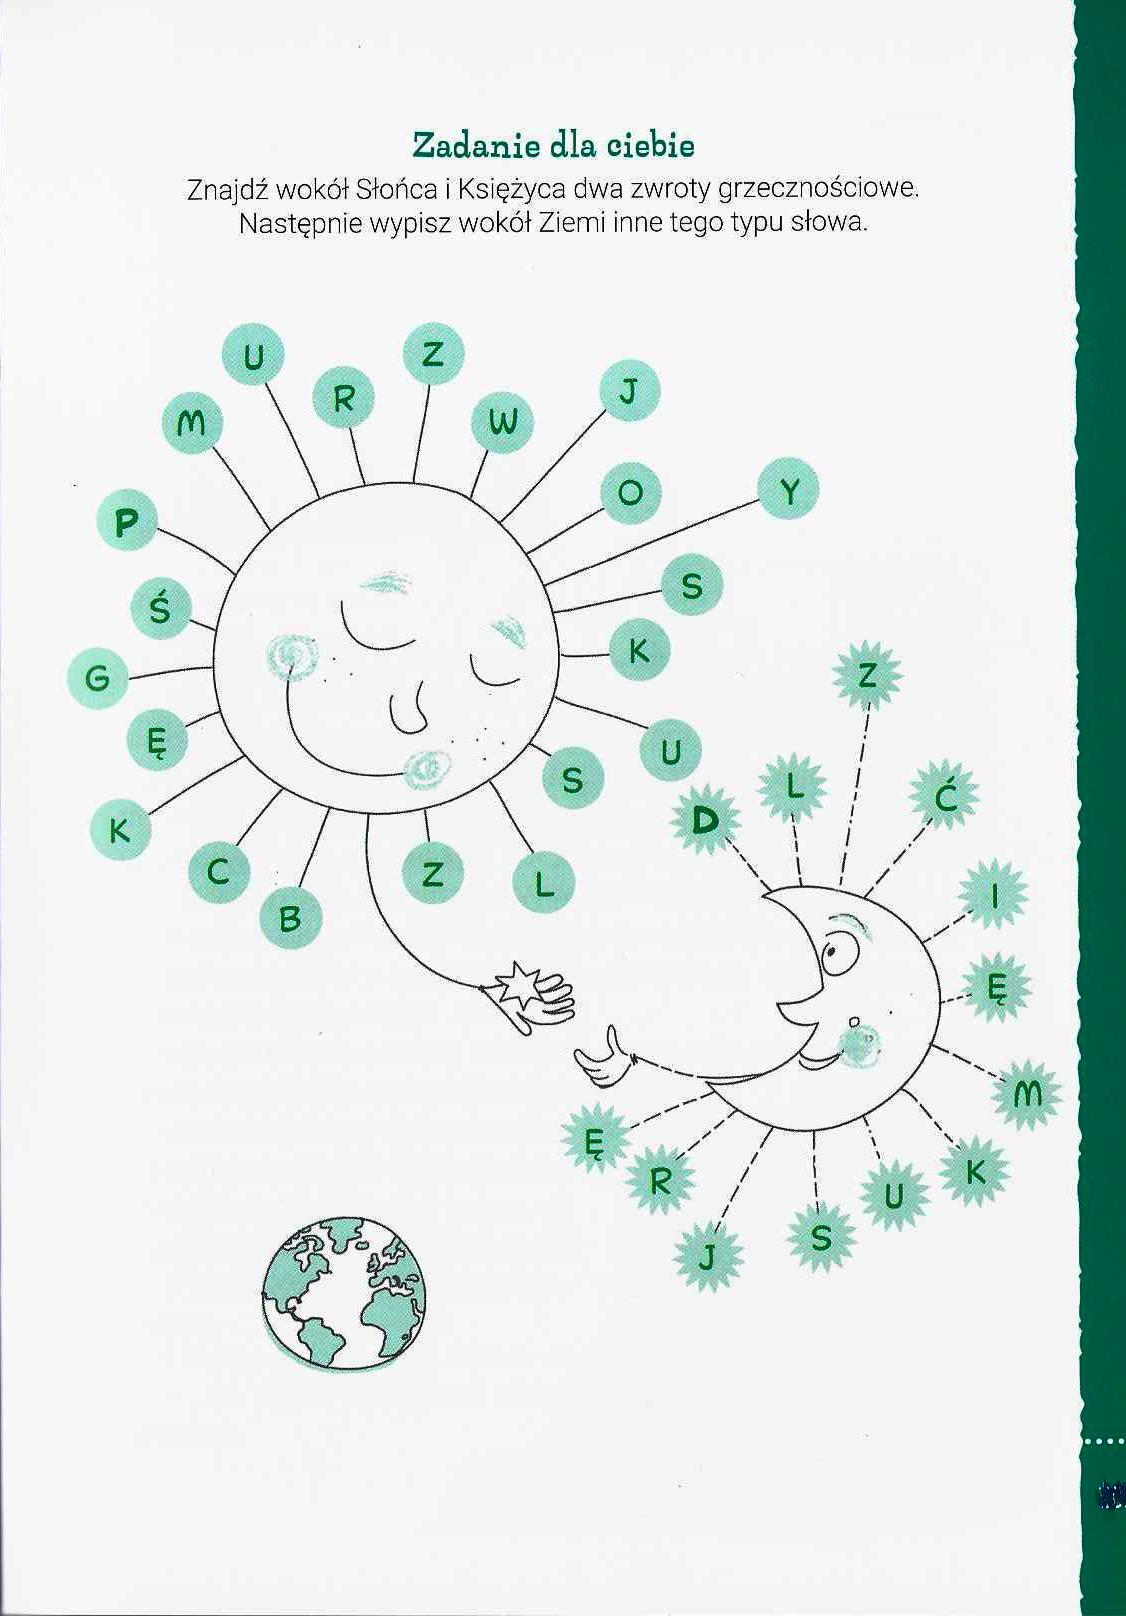 Zadanie dla ciebie
Znajdź wokół Słońca i Księżyca dwa zwroty grzecznościowe.
Następnie wypisz wokół Ziemi inne tego typu słowa.
P
M
U
R
Z
W
J
O
Y
S
K
U
S
L
Z
B
C
K
Ę
G
Ś
D
L
Z
Ć
I
Ę
M
K
U
S
J
R
Ę